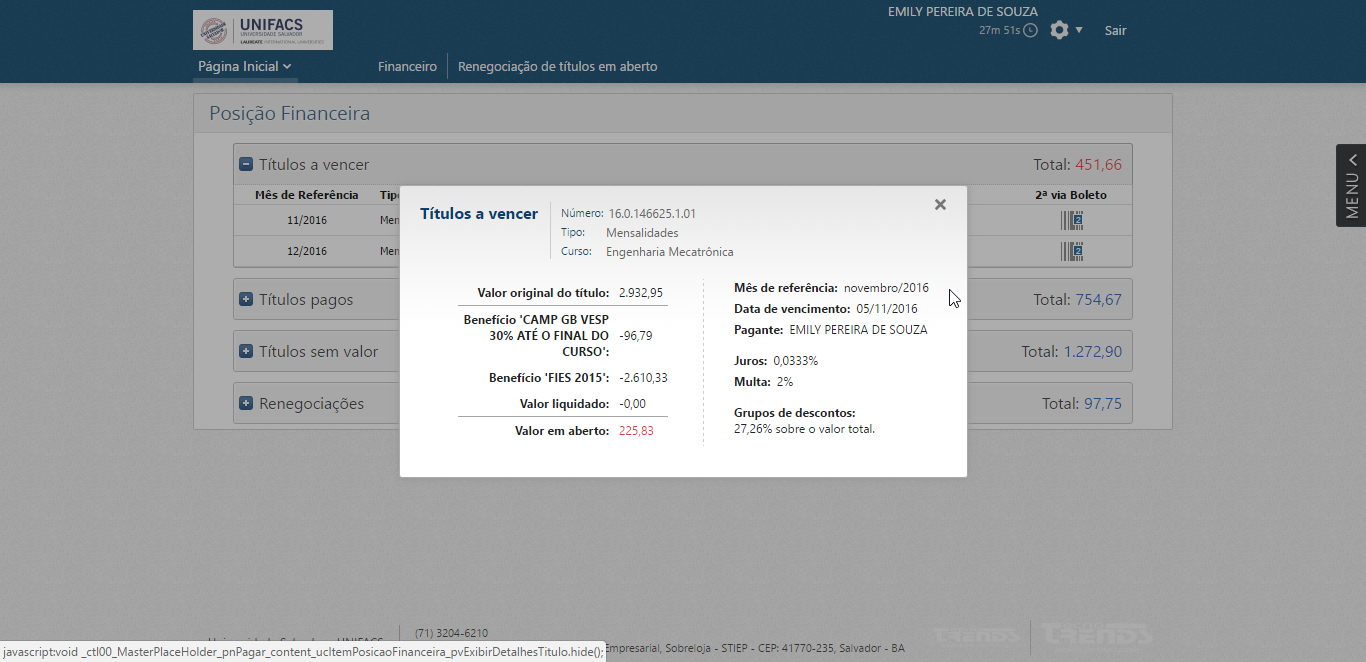 UNIFACS
UNIVERSIDADE SALVADOR
LAUREATE INTERNATIONAL UNIVERSITIES
EMILY PEREIRA DE SOUZA
27m 51s
Sair
Página Inicial
Financeiro
Renegociação de títulos em aberto
Posição Financeira
Títulos a vencer
Total: 451,66
Mês de Referência
2ª via Boleto
11/2016
2
12/2016
2
Títulos pagos
Total: 754,67
Títulos sem valor
Total: 1.272,90
Renegociações
Total: 97,75
MENU
Títulos a vencer
Número: 16.0.146625.1.01
Tipo: Mensalidades
Curso: Engenharia Mecatrônica
Valor original do título: 2.932,95
Benefício 'CAMP GB VESP
30% ATÉ O FINAL DO
CURSO': -96,79
Benefício 'FIES 2015': -2.610,33
Valor liquidado: -0,00
Valor em aberto: 225,83
Mês de referência: novembro/2016
Data de vencimento: 05/11/2016
Pagante: EMILY PEREIRA DE SOUZA
Juros: 0,0333%
Multa: 2%
Grupos de descontos:
27,26% sobre o valor total.
(71) 3204-6210
Empresarial, Sobreloja - STIEP - CEP: 41770-235, Salvador - BA
TRENDS
TRENDS
javascript:void _ctl00_MasterPlaceHolder_pnPagar_content_ucItemPosicaoFinanceira_pvExibirDetalhesTitulo.hide();